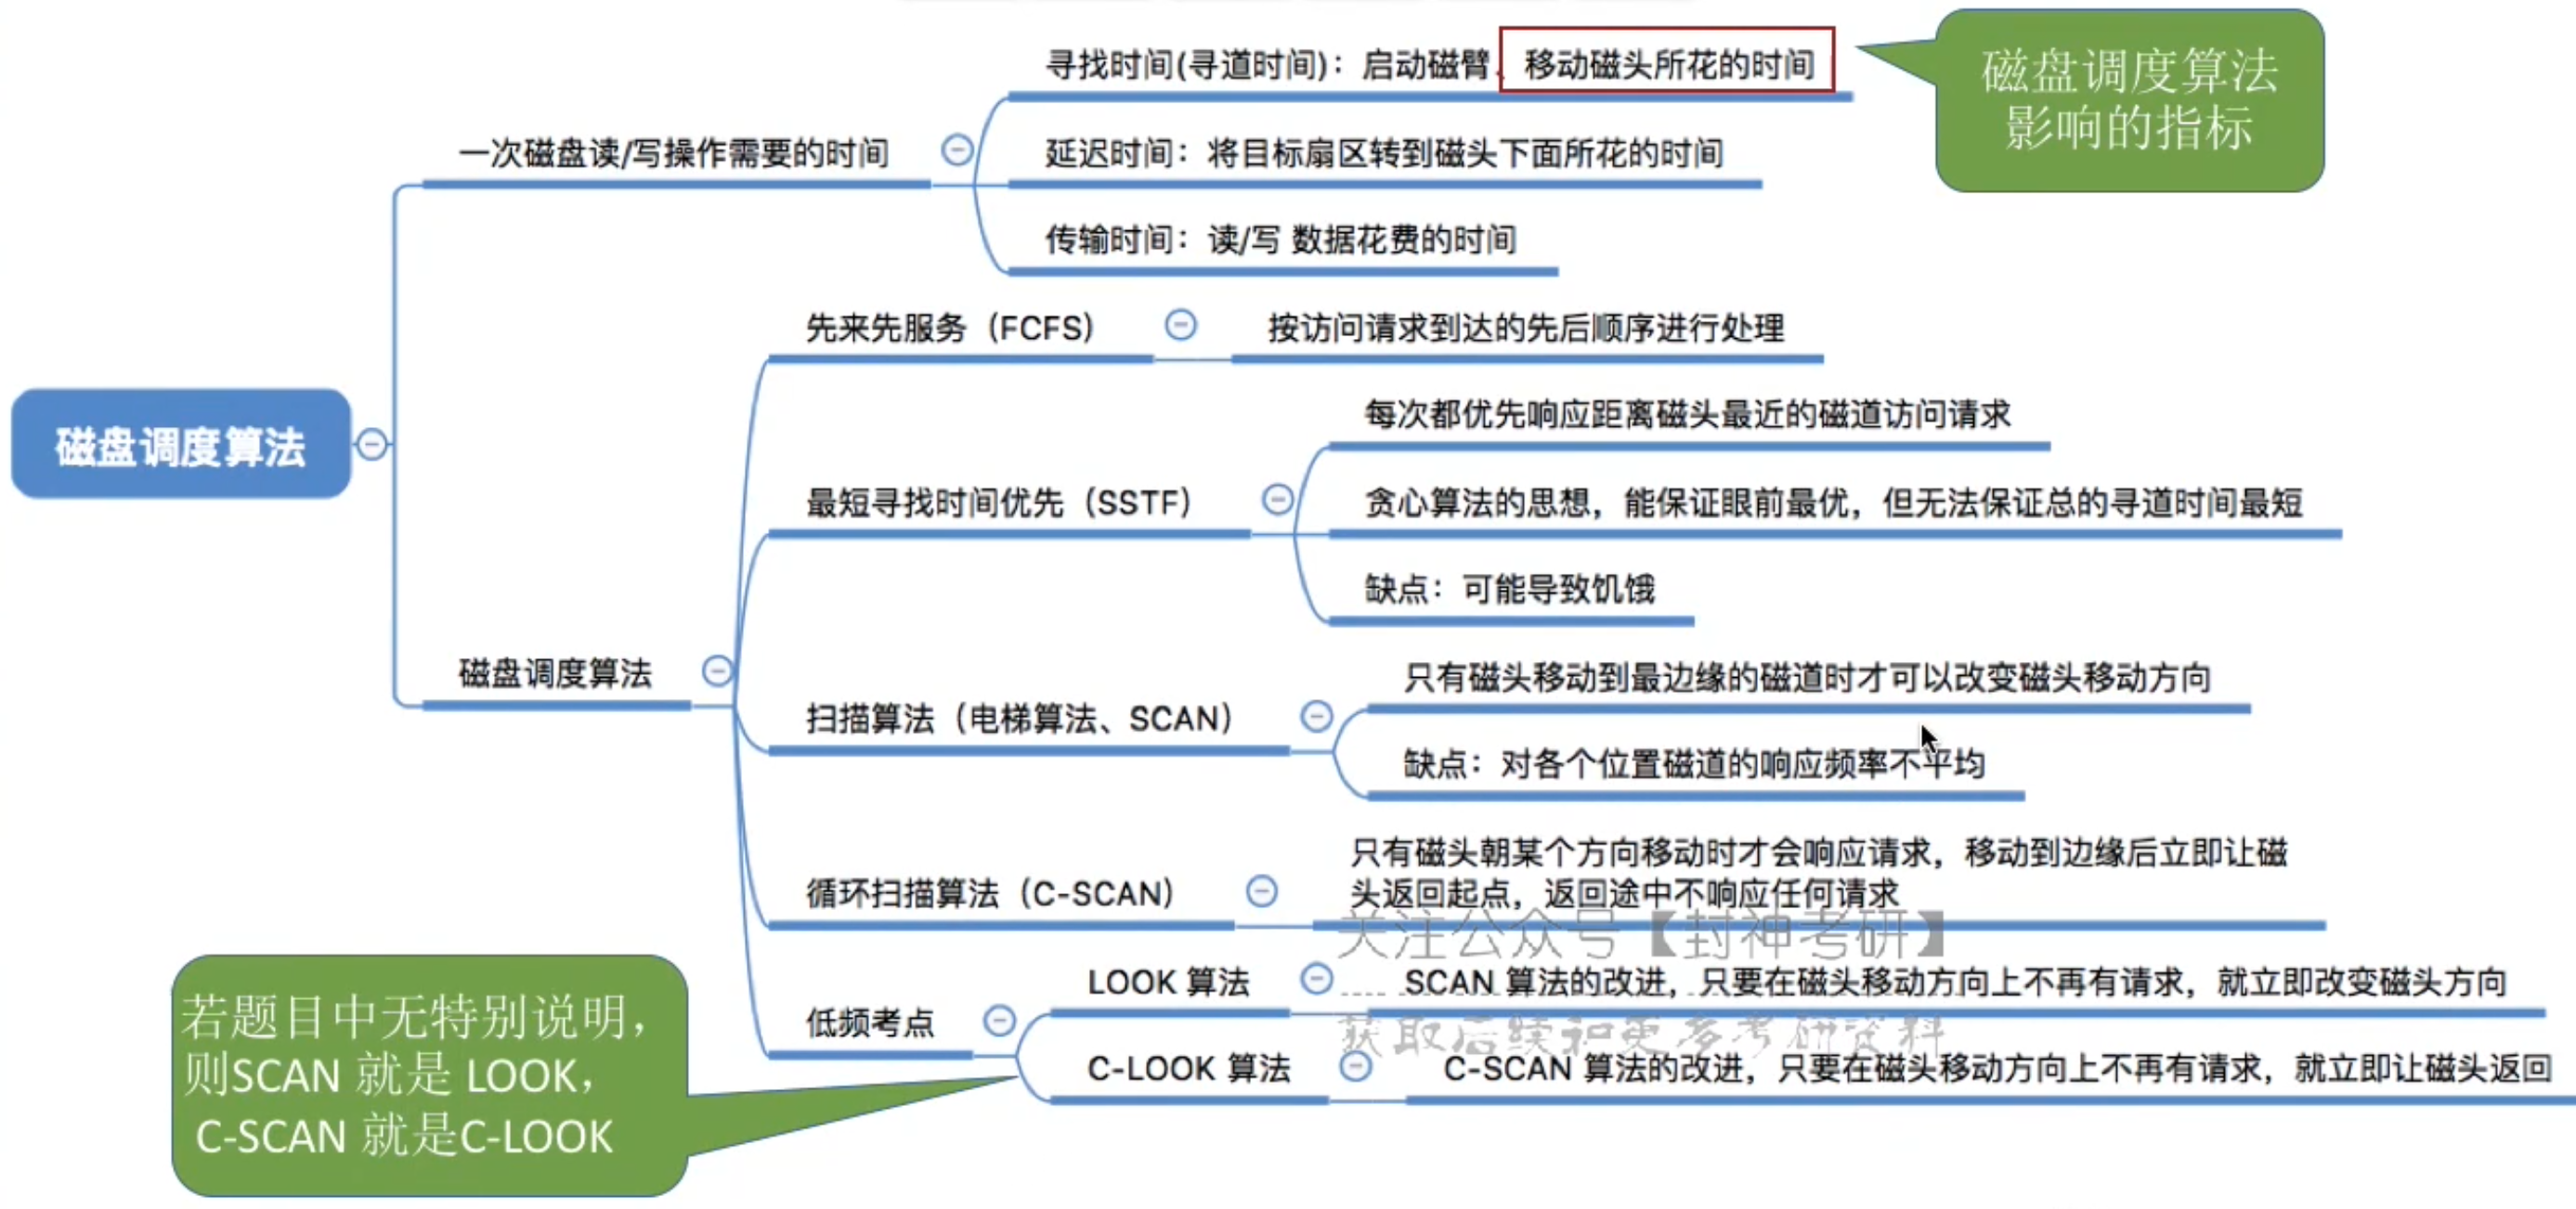 寻找时间(寻道时间)：启动磁臂、移动磁头所花的时间
磁盘调度算法
影响的指标
一次磁盘读/写操作需要的时间
延迟时间：将目标扇区转到磁头下面所花的时间
传输时间：读/写 数据花费的时间
先来先服务（FCFS）
按访问请求到达的先后顺序进行处理
磁盘调度算法
每次都优先响应距离磁头最近的磁道访问请求
最短寻找时间优先（SSTF）
贪心算法的思想，能保证眼前最优，但无法保证总的寻道时间最短
缺点：可能导致饥饿
磁盘调度算法
只有磁头移动到最边缘的磁道时才可以改变磁头移动方向
扫描算法（电梯算法、SCAN）
缺点：对各个位置磁道的响应频率不平均
循环扫描算法（C-SCAN）
只有磁头朝某个方向移动时才会响应请求，移动到边缘后立即让磁
头返回起点，返回途中不响应任何请求
关注公众号【封神考研】
低频考点
LOOK 算法
SCAN 算法的改进，只要在磁头移动方向上不再有请求，就立即改变磁头方向
获取后续和更多考研资料
C-LOOK 算法
C-SCAN 算法的改进，只要在磁头移动方向上不再有请求，就立即让磁头返回
若题目中无特别说明，
则SCAN 就是 LOOK，
C-SCAN 就是C-LOOK